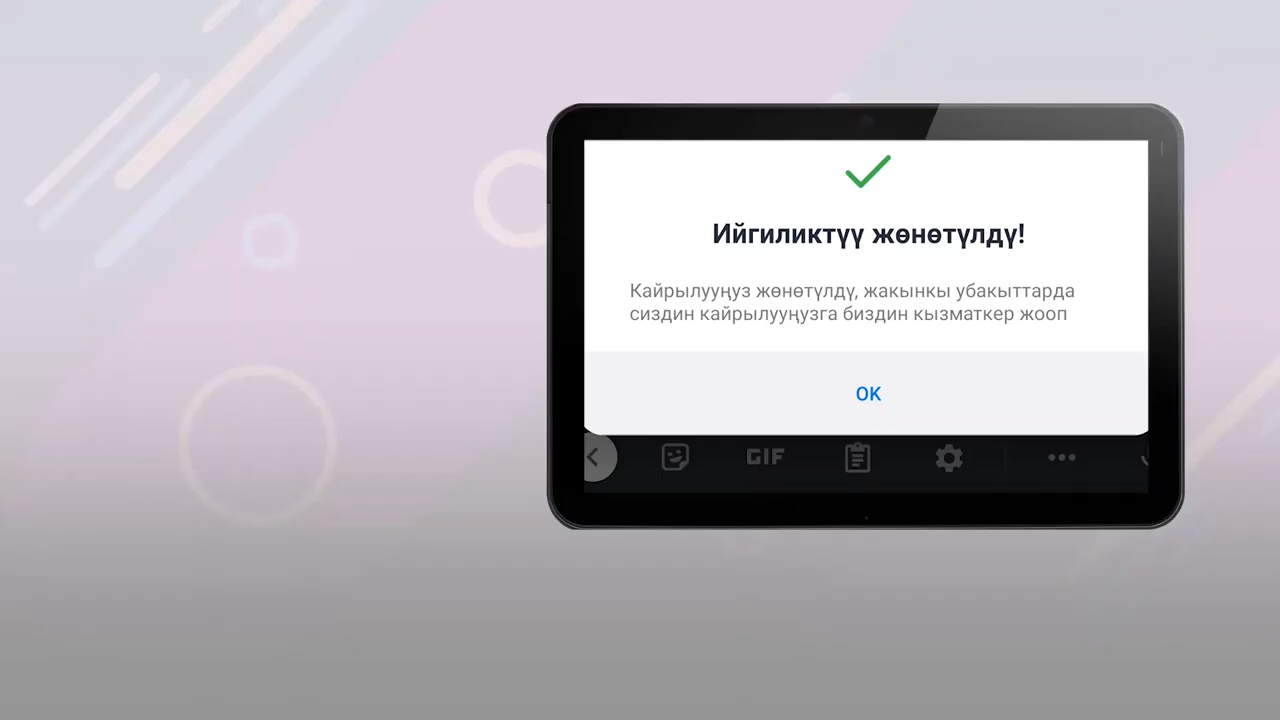 Ийгиликтүү жөнөтүлдү!
Кайрылууңуз жөнөтүлдү, жакынкы убакыттарда
сиздин кайрылууңузга биздин кызматкер жооп
OK
GIF